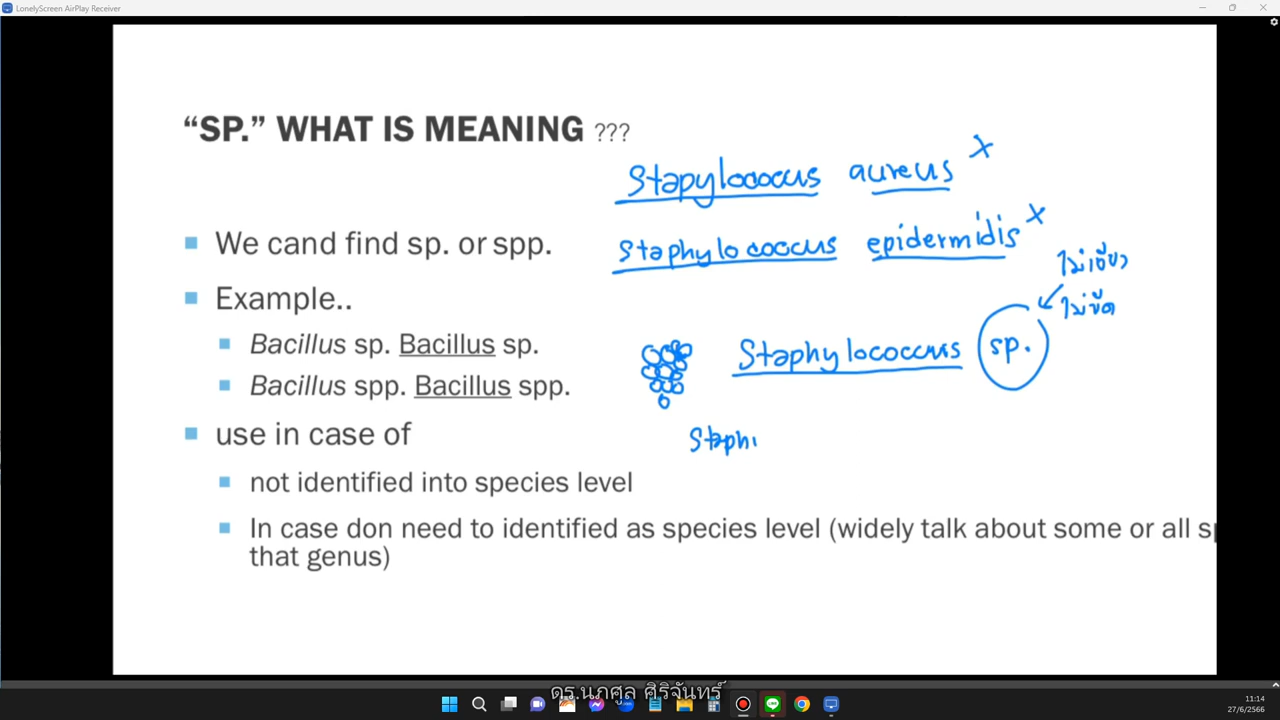 LonelyScreen AirPlay Receiver
“SP.” WHAT IS MEANING ???
Stapylococcus aureus x
We cand find sp. or spp.
Staphylococcus epidermidis x
ไม่เอียง
ไม่ขีด
Example..
Bacillus sp. Bacillus sp.
Staphylococcus sp.
Bacillus spp. Bacillus spp.
use in case of
Staphy
not identified into species level
In case don need to identified as species level (widely talk about some or all sp
that genus)
ดร.นภศูล ศิริจันทร์
11:14
27/6/2566